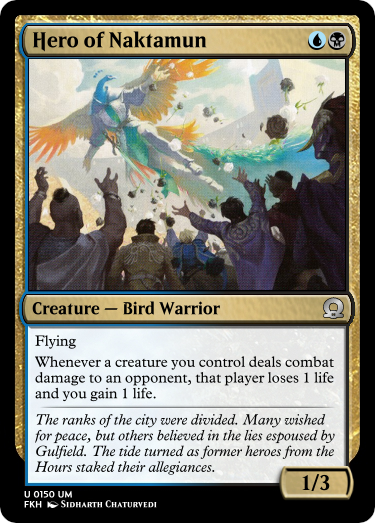 Hero of Naktamun
Creature — Bird Warrior
Flying
Whenever a creature you control deals combat
damage to an opponent, that player loses 1 life
and you gain 1 life.
The ranks of the city were divided. Many wished
for peace, but others believed in the lies espoused by
Gulfield. The tide turned as former heroes from the
Hours staked their allegiances.
1/3
U 0150 UM
FKH Sidharth Chaturvedi